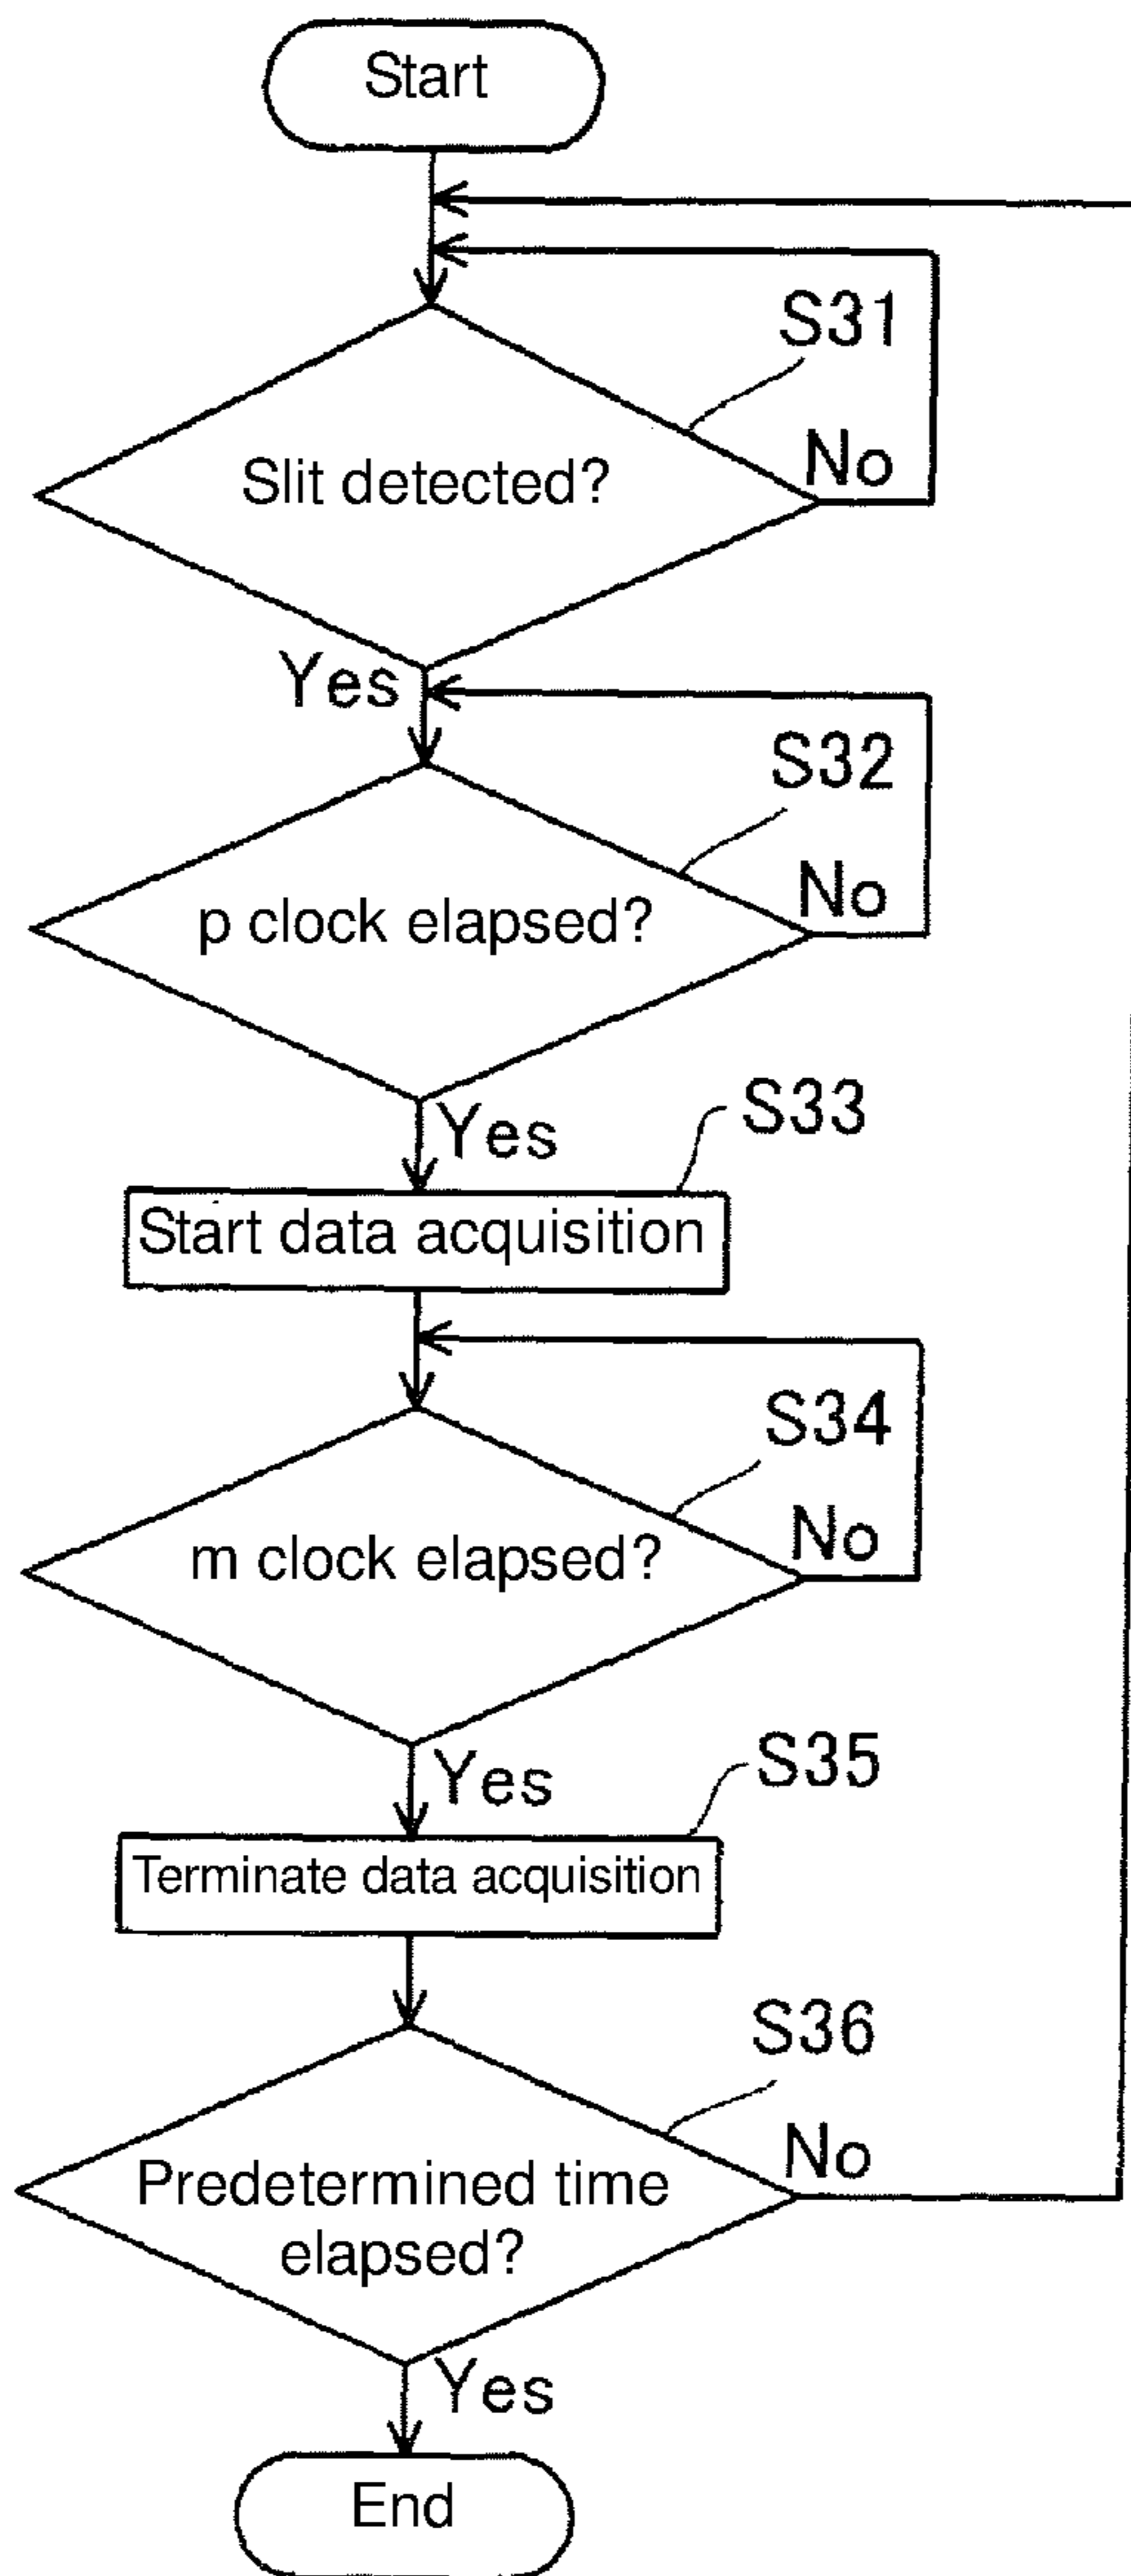 Start
S31
Slit detected?
No
Yes
S32
p clock elapsed?
No
Yes
S33
Start data acquisition
S34
m clock elapsed?
No
Yes
S35
Terminate data acquisition
S36
No
Predetermined time
elapsed?
Yes
End